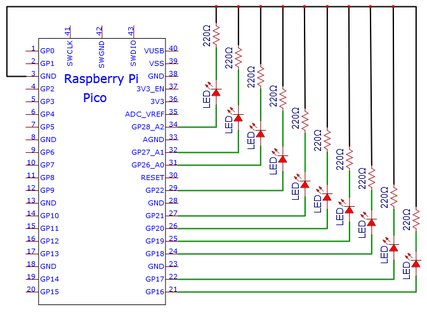 41 42 43
SWCLK SWGND SWDIO
Raspberry Pi
Pico
1 GP0
2 GP1
3 GND
4 GP2
5 GP3
6 GP4
7 GP5
8 GND
9 GP6
10 GP7
11 GP8
12 GP9
13 GND
14 GP10
15 GP11
16 GP12
17 GP13
18 GND
19 GP14
20 GP15
VUSB 40
VSS 39
GND 38
3V3_EN 37
3V3 36
ADC_VREF 35
GP28_A2 34
AGND 33
GP27_A1 32
GP26_A0 31
RESET 30
GP22 29
GND 28
GP21 27
GP20 26
GP19 25
GP18 24
GND 23
GP17 22
GP16 21
220Ω
LED
220Ω
LED
220Ω
LED
220Ω
LED
220Ω
LED
220Ω
LED
220Ω
LED
220Ω
LED
220Ω
LED
220Ω
LED